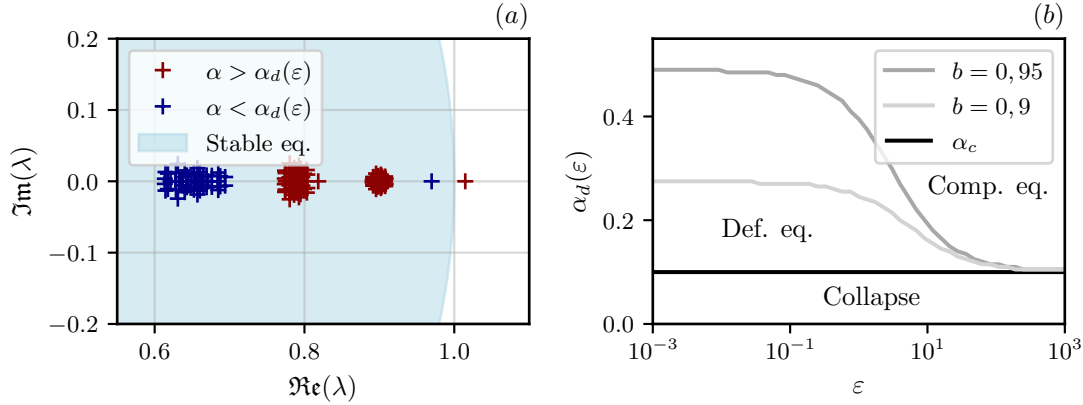 (a)
0.2
0.1
0.0
−0.1
−0.2
ℑm(λ)
α > α_d(ε)
α < α_d(ε)
Stable eq.
0.6 0.8 1.0
ℜe(λ)
(b)
0.4
0.2
0.0
α_d(ε)
b = 0, 95
b = 0, 9
α_c
Comp. eq.
Def. eq.
Collapse
10^−3 10^−1 10^1 10^3
ε